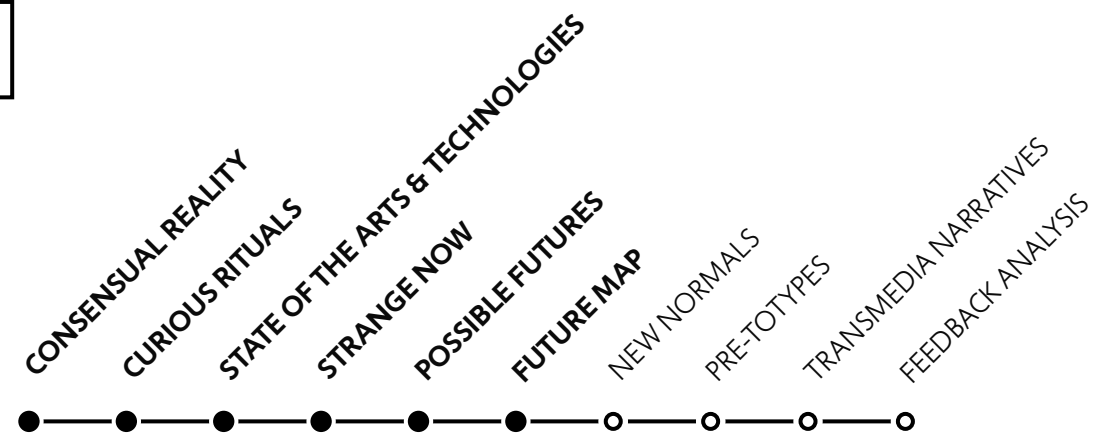 CONSENSUAL REALITY
CURIOUS RITUALS
STATE OF THE ARTS & TECHNOLOGIES
STRANGE NOW
POSSIBLE FUTURES
FUTURE MAP
NEW NORMALS
PRE-TOTYPES
TRANSMEDIA NARRATIVES
FEEDBACK ANALYSIS